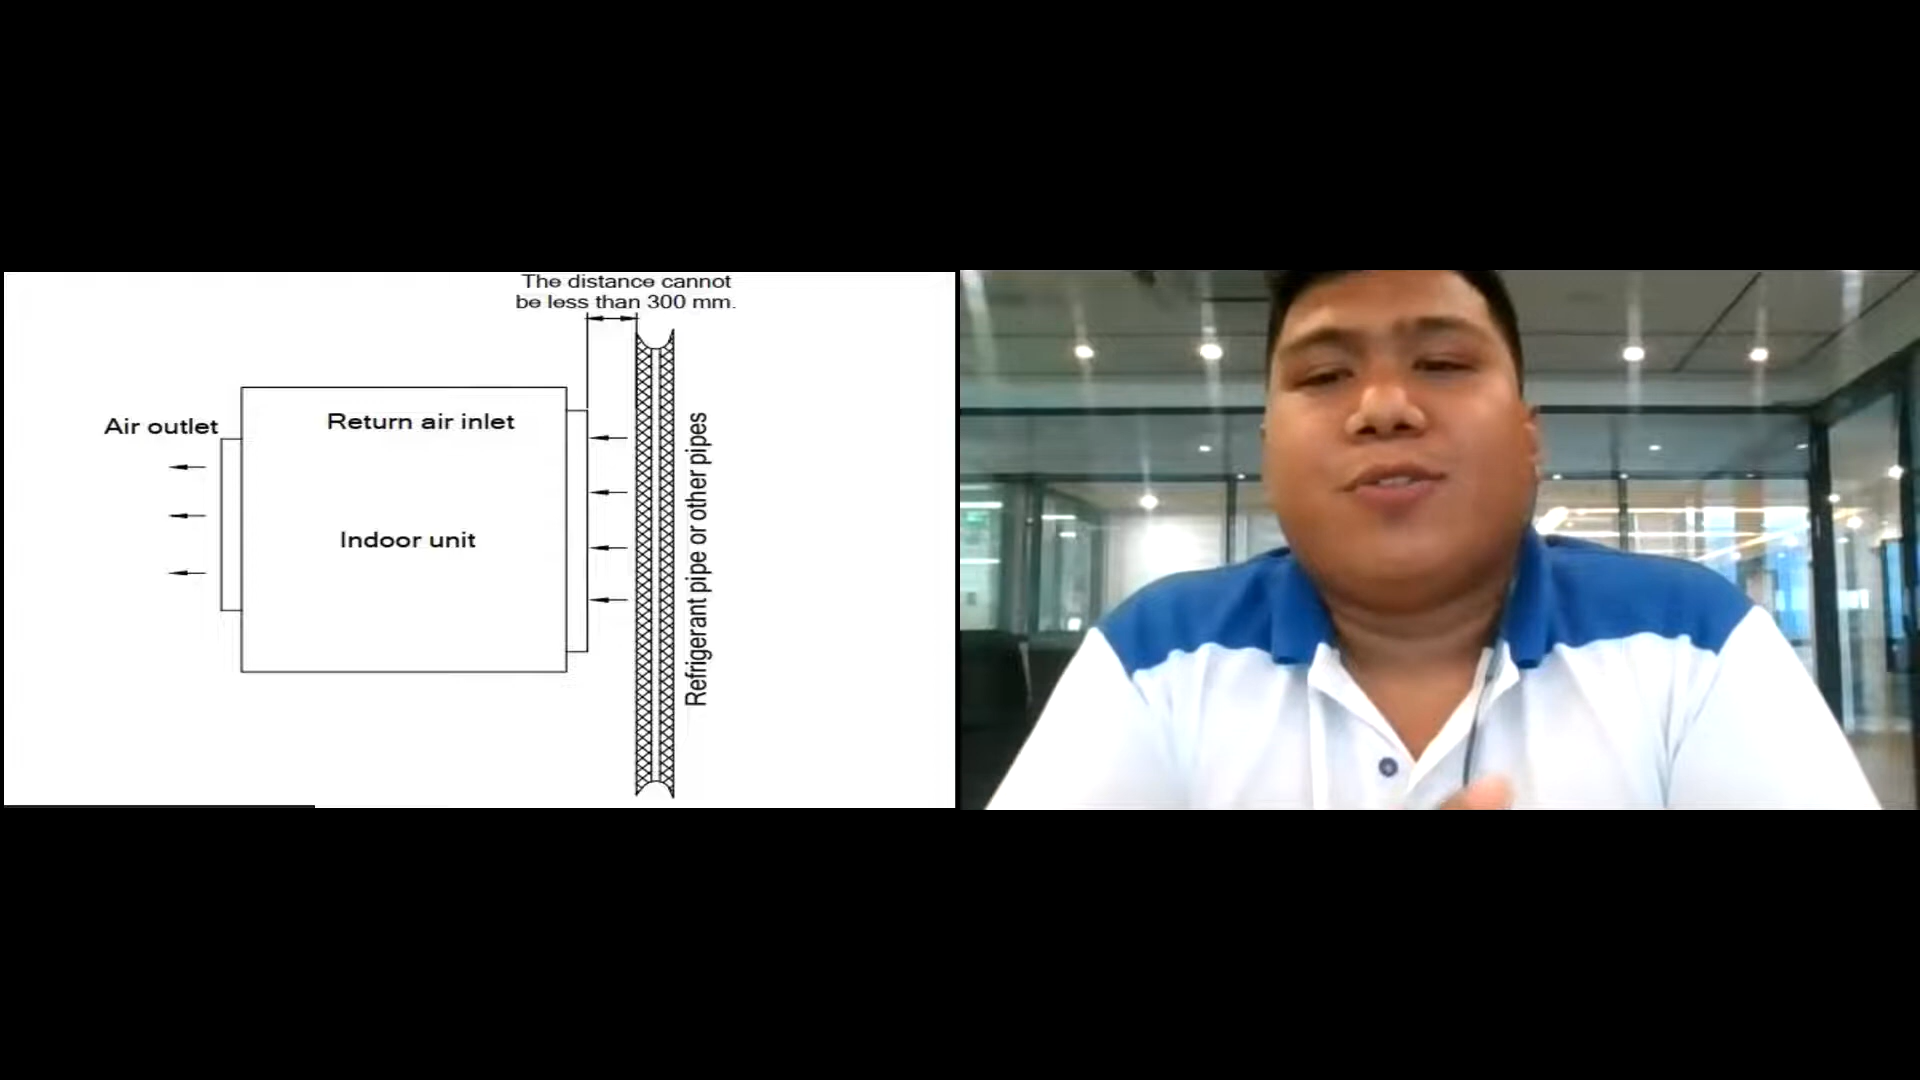 The distance cannot
be less than 300 mm.
Air outlet
Return air inlet
Indoor unit
Refrigerant pipe or other pipes